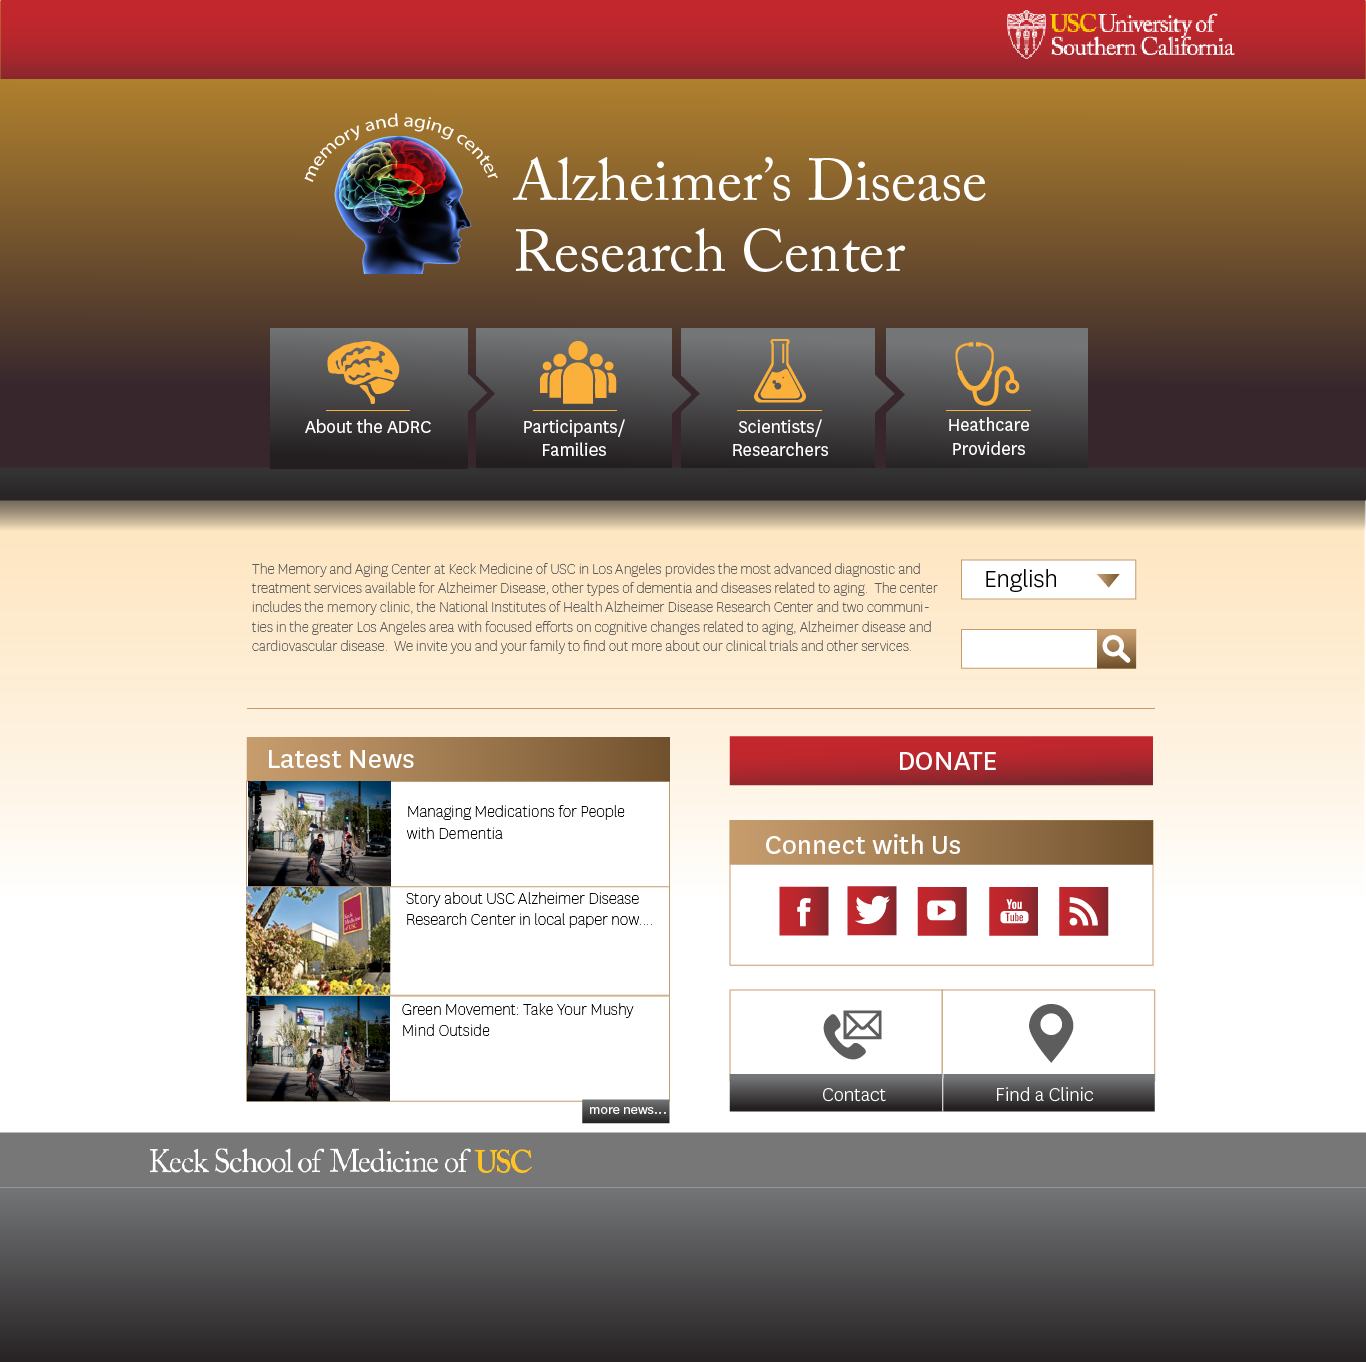 USC University of
Southern California
memory and aging center
Alzheimer’s Disease
Research Center
About the ADRC
Participants/
Families
Scientists/
Researchers
Heathcare
Providers
The Memory and Aging Center at Keck Medicine of USC in Los Angeles provides the most advanced diagnostic and
treatment services available for Alzheimer Disease, other types of dementia and diseases related to aging.  The center
includes the memory clinic, the National Institutes of Health Alzheimer Disease Research Center and two communi-
ties in the greater Los Angeles area with focused efforts on cognitive changes related to aging, Alzheimer disease and
cardiovascular disease.  We invite you and your family to find out more about our clinical trials and other services.
English
Latest News
Managing Medications for People
with Dementia
Keck
Medicine
of USC
Story about USC Alzheimer Disease
Research Center in local paper now....
Green Movement: Take Your Mushy
Mind Outside
more news...
DONATE
Connect with Us
f
You
Tube
Contact
Find a Clinic
Keck School of Medicine of USC